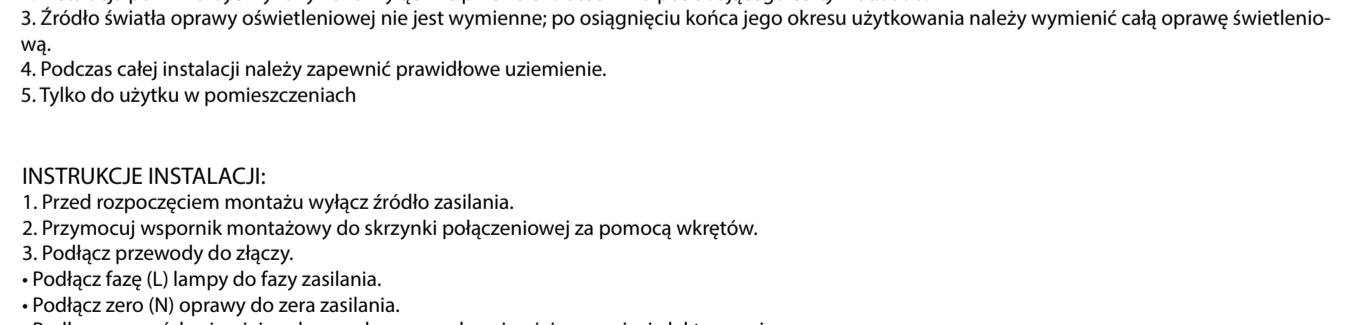 3. Źródło światła oprawy oświetleniowej nie jest wymienne; po osiągnięciu końca jego okresu użytkowania należy wymienić całą oprawę świetlenio-
wą.
4. Podczas całej instalacji należy zapewnić prawidłowe uziemienie.
5. Tylko do użytku w pomieszczeniach
INSTRUKCJE INSTALACJI:
1. Przed rozpoczęciem montażu wyłącz źródło zasilania.
2. Przymocuj wspornik montażowy do skrzynki połączeniowej za pomocą wkrętów.
3. Podłącz przewody do złączy.
• Podłącz fazę (L) lampy do fazy zasilania.
• Podłącz zero (N) oprawy do zera zasilania.